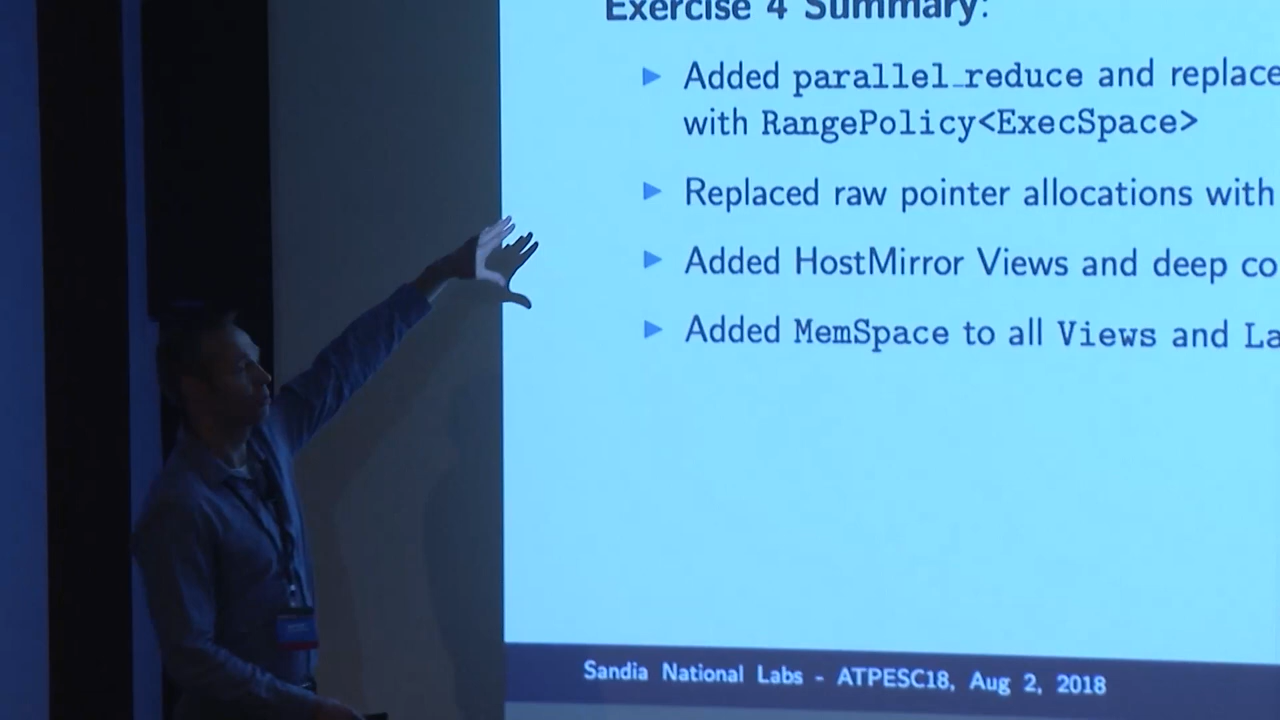 Exercise 4 Summary:
Added parallel_reduce and replace
with RangePolicy<ExecSpace>
Replaced raw pointer allocations with
Added HostMirror Views and deep co
Added MemSpace to all Views and La
Sandia National Labs - ATPESC18, Aug 2, 2018